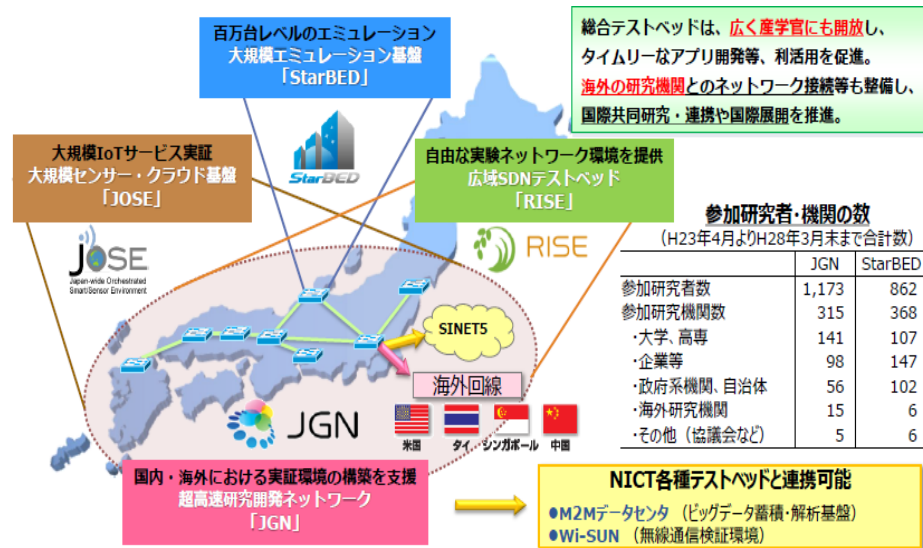 百万台レベルのエミュレーション
大規模エミュレーション基盤
「StarBED」
総合テストベッドは、広く産学官にも開放し、
タイムリーなアプリ開発等、利活用を促進。
海外の研究機関とのネットワーク接続等も整備し、
国際共同研究・連携や国際展開を推進。
大規模IoTサービス実証
大規模センサー・クラウド基盤
「JOSE」
StarBED
自由な実験ネットワーク環境を提供
広域SDNテストベッド
「RISE」
JOSE
Japan-wide Orchestrated
Smart/Sensor Environment
RISE
参加研究者・機関の数
（H23年4月よりH28年3月末まで合計数）
JGN StarBED
参加研究者数 1,173 862
参加研究機関数 315 368
・大学、高専 141 107
・企業等 98 147
・政府系機関、自治体 56 102
・海外研究機関 15 6
・その他（協議会など） 5 6
SINET5
海外回線
JGN
米国 タイ シンガポール 中国
国内・海外における実証環境の構築を支援
超高速研究開発ネットワーク
「JGN」
NICT各種テストベッドと連携可能
●M2Mデータセンタ （ビッグデータ蓄積・解析基盤）
●Wi-SUN （無線通信検証環境）